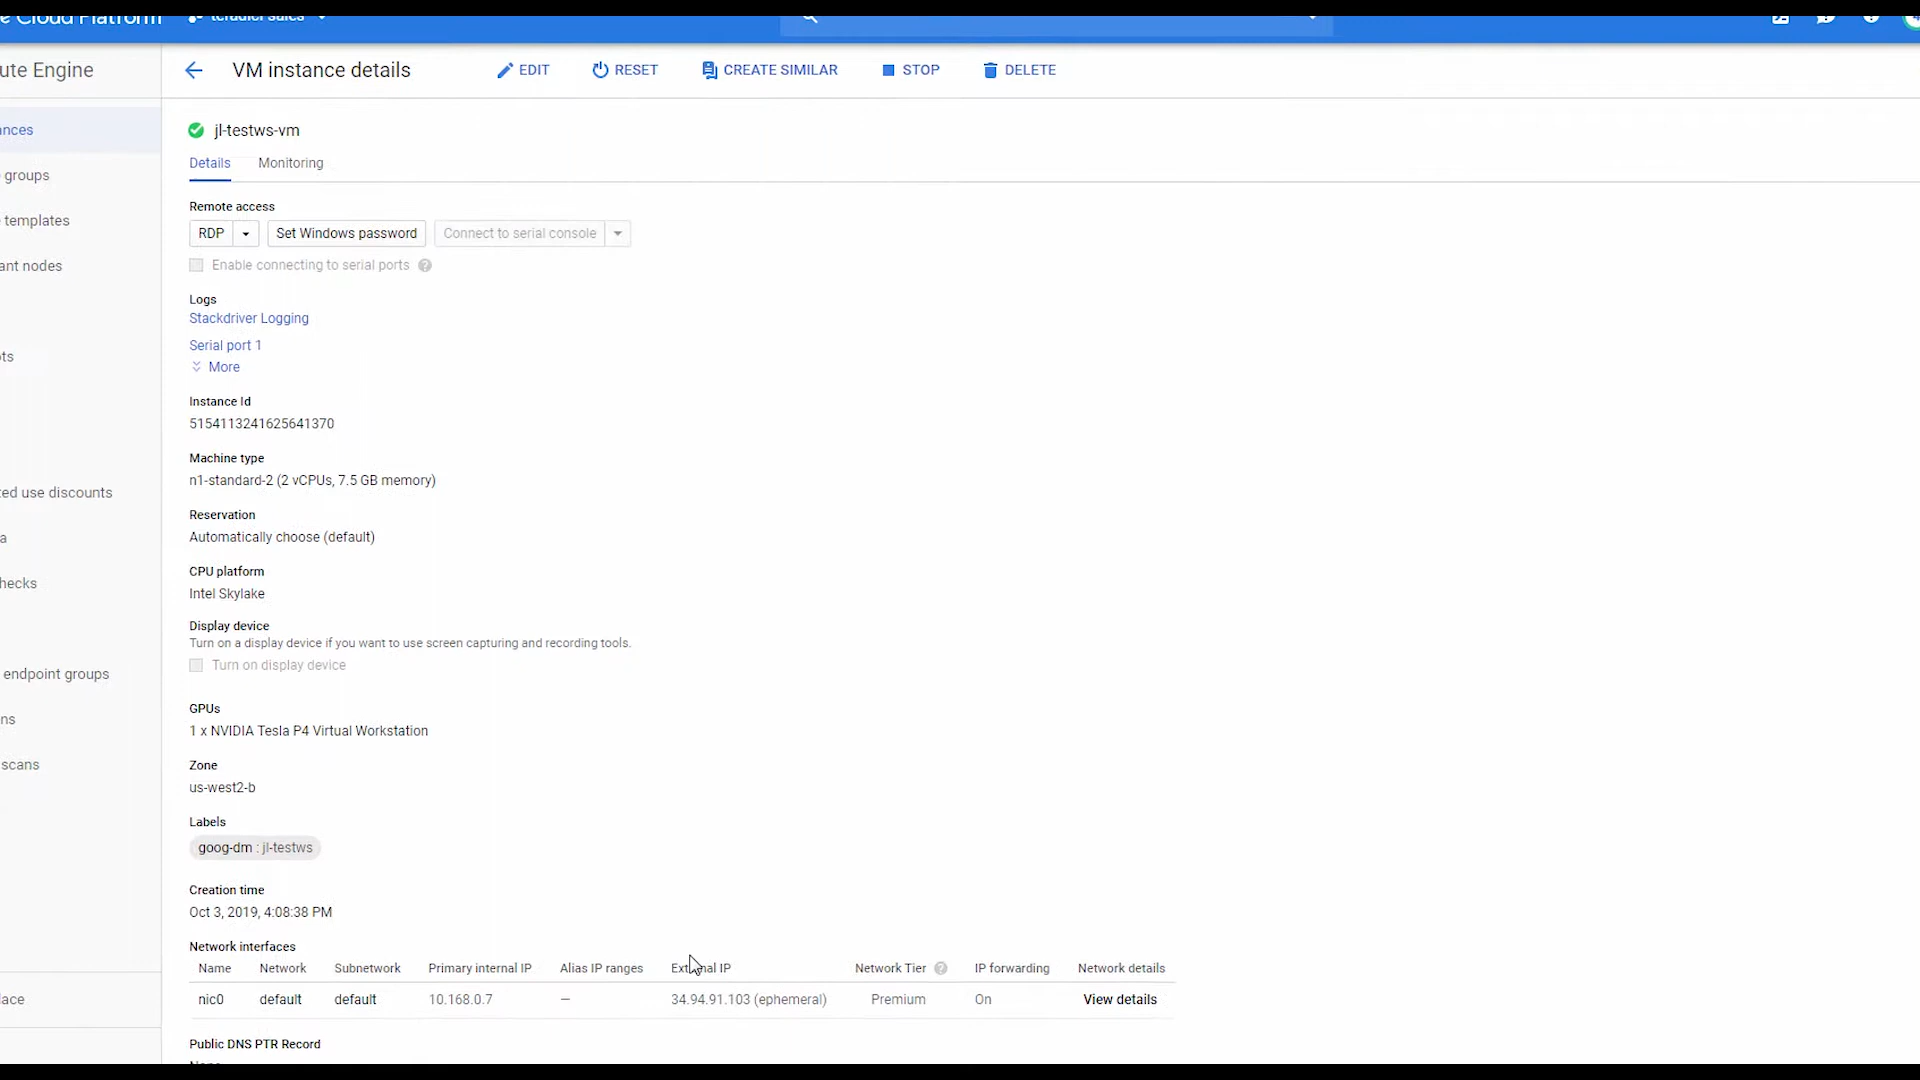 e Cloud Platform
teradici sales
ute Engine
VM instance details
EDIT
RESET
CREATE SIMILAR
STOP
DELETE
ances
groups
templates
ant nodes
ts
ted use discounts
a
hecks
endpoint groups
ns
scans
lace
jl-testws-vm
Details
Monitoring
Remote access
RDP
Set Windows password
Connect to serial console
Enable connecting to serial ports
Logs
Stackdriver Logging
Serial port 1
More
Instance Id
5154113241625641370
Machine type
n1-standard-2 (2 vCPUs, 7.5 GB memory)
Reservation
Automatically choose (default)
CPU platform
Intel Skylake
Display device
Turn on a display device if you want to use screen capturing and recording tools.
Turn on display device
GPUs
1 x NVIDIA Tesla P4 Virtual Workstation
Zone
us-west2-b
Labels
goog-dm : jl-testws
Creation time
Oct 3, 2019, 4:08:38 PM
Network interfaces
Name Network Subnetwork Primary internal IP Alias IP ranges External IP Network Tier IP forwarding Network details
nic0 default default 10.168.0.7 — 34.94.91.103 (ephemeral) Premium On View details
Public DNS PTR Record